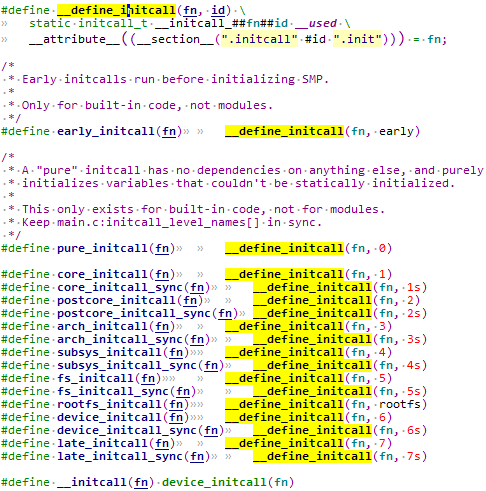 #define __define_initcall(fn, id) \
static initcall_t __initcall_##fn##id __used \
__attribute__((__section__(".initcall" #id ".init"))) = fn;
/*
* Early initcalls run before initializing SMP.
*
* Only for built-in code, not modules.
*/
#define early_initcall(fn) __define_initcall(fn, early)
/*
* A "pure" initcall has no dependencies on anything else, and purely
* initializes variables that couldn't be statically initialized.
*
* This only exists for built-in code, not for modules.
* Keep main.c:initcall_level_names[] in sync.
*/
#define pure_initcall(fn) __define_initcall(fn, 0)
#define core_initcall(fn) __define_initcall(fn, 1)
#define core_initcall_sync(fn) __define_initcall(fn, 1s)
#define postcore_initcall(fn) __define_initcall(fn, 2)
#define postcore_initcall_sync(fn) __define_initcall(fn, 2s)
#define arch_initcall(fn) __define_initcall(fn, 3)
#define arch_initcall_sync(fn) __define_initcall(fn, 3s)
#define subsys_initcall(fn) __define_initcall(fn, 4)
#define subsys_initcall_sync(fn) __define_initcall(fn, 4s)
#define fs_initcall(fn) __define_initcall(fn, 5)
#define fs_initcall_sync(fn) __define_initcall(fn, 5s)
#define rootfs_initcall(fn) __define_initcall(fn, rootfs)
#define device_initcall(fn) __define_initcall(fn, 6)
#define device_initcall_sync(fn) __define_initcall(fn, 6s)
#define late_initcall(fn) __define_initcall(fn, 7)
#define late_initcall_sync(fn) __define_initcall(fn, 7s)
#define __initcall(fn) device_initcall(fn)